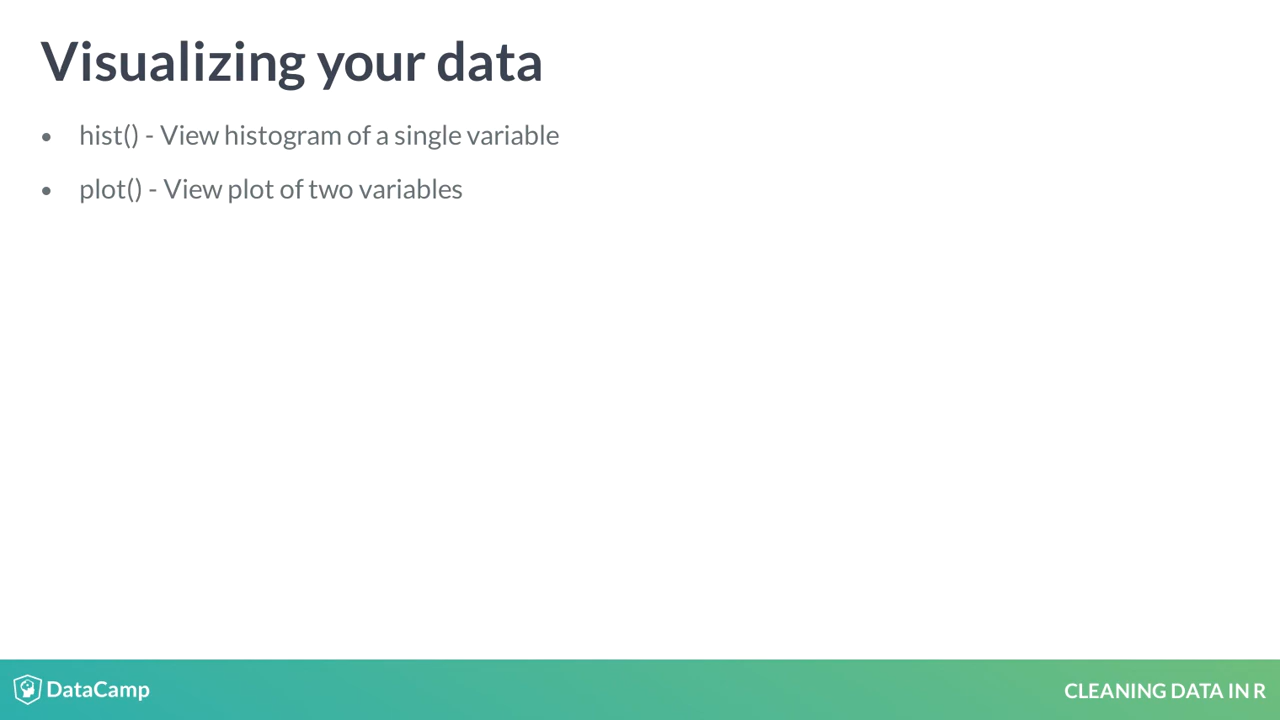 Visualizing your data
• hist() - View histogram of a single variable
• plot() - View plot of two variables
DataCamp
CLEANING DATA IN R